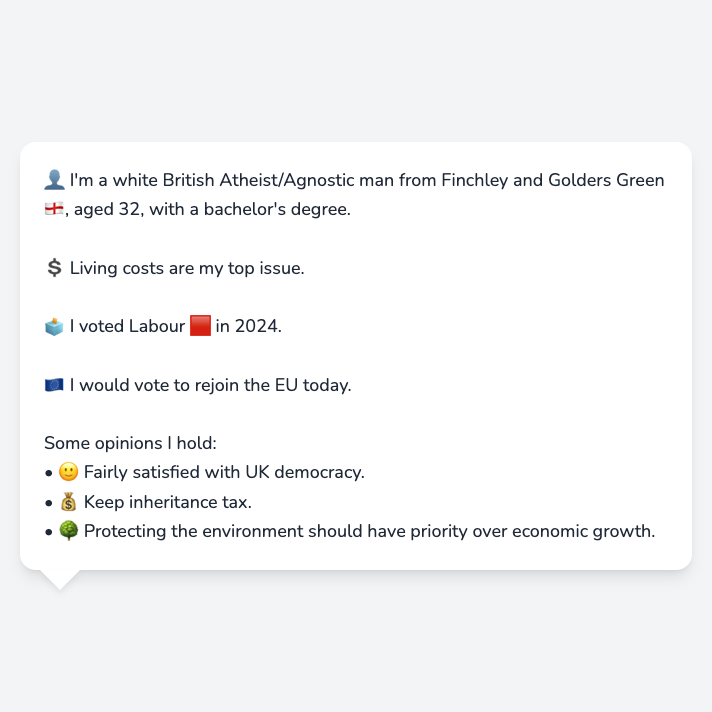 👤 I'm a white British Atheist/Agnostic man from Finchley and Golders Green
🏴󠁧󠁢󠁥󠁮󠁧󠁿, aged 32, with a bachelor's degree.
💲 Living costs are my top issue.
🗳️ I voted Labour 🟥 in 2024.
🇪🇺 I would vote to rejoin the EU today.
Some opinions I hold:
• 🙂 Fairly satisfied with UK democracy.
• 💰 Keep inheritance tax.
• 🌳 Protecting the environment should have priority over economic growth.